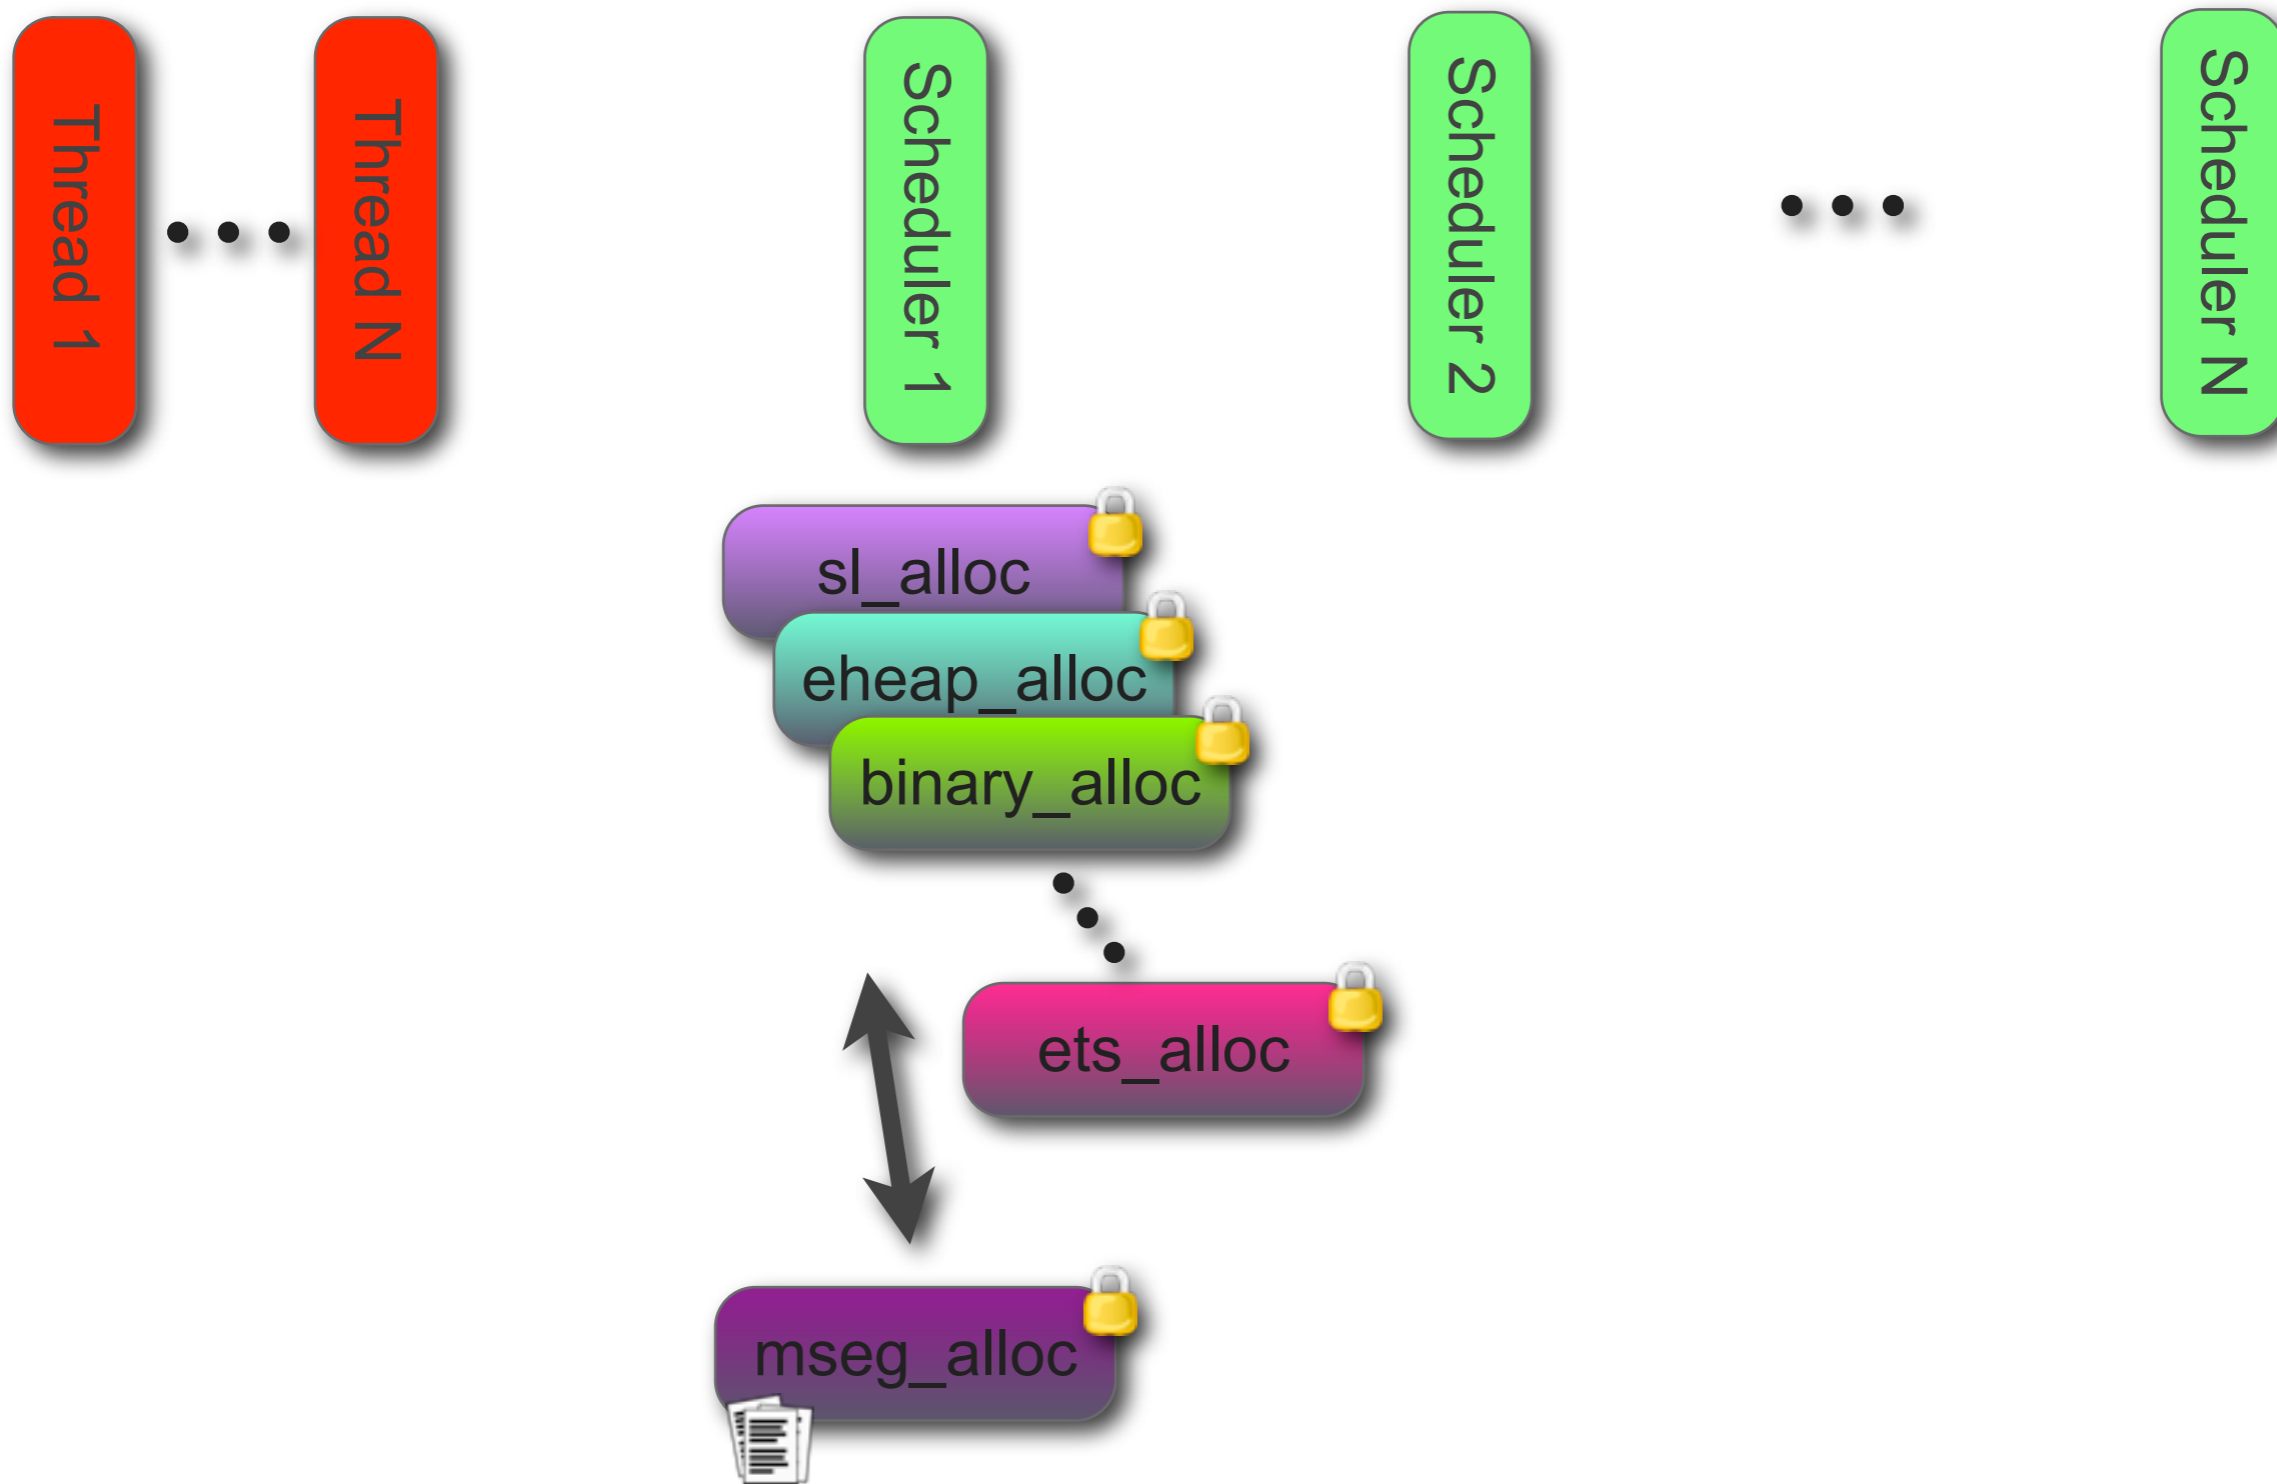 Thread 1
Thread N
Scheduler 1
Scheduler 2
Scheduler N
sl_alloc
eheap_alloc
binary_alloc
ets_alloc
mseg_alloc